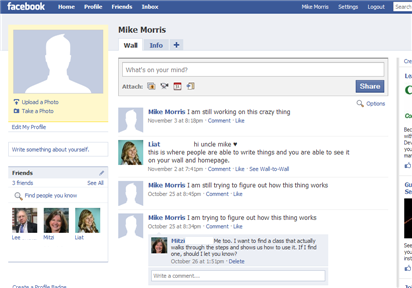 facebook Home Profile Friends Inbox Mike Morris Settings Logout Search
Mike Morris
Wall Info +
What's on your mind?
Attach: Share
Options
Upload a Photo
Take a Photo
Edit My Profile
Write something about yourself.
Friends
3 friends See All
Find people you know
Lee Mitzi Liat
Create a Profile Badge
Mike Morris I am still working on this crazy thing
November 3 at 8:18pm · Comment · Like
Liat hi uncle mike ♥
this is where people are able to write things and you are able to see it
on your wall and homepage.
November 2 at 7:41pm · Comment · Like · See Wall-to-Wall
Mike Morris I am still trying to figure out how this thing works
October 25 at 8:45pm · Comment · Like
Mike Morris I am trying to figure out how this thing works
October 25 at 8:34pm · Comment · Like
Mitzi Me too. I want to find a class that actually
walks through the steps and shows us how to use it. If I find
one, should I let you know?
October 26 at 1:51pm · Delete
Write a comment...